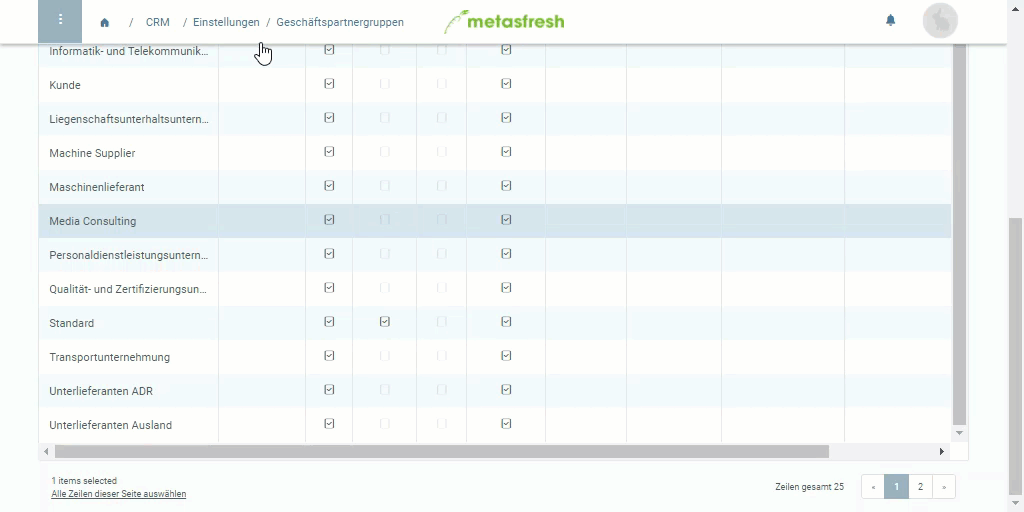 CRM / Einstellungen / Geschäftspartnergruppen
metasfresh
Informatik- und Telekommunik...
Kunde
Liegenschaftsunterhaltsuntern...
Machine Supplier
Maschinenlieferant
Media Consulting
Personaldienstleistungsuntern...
Qualität- und Zertifizierungsun...
Standard
Transportunternehmung
Unterlieferanten ADR
Unterlieferanten Ausland
1 items selected
Alle Zeilen dieser Seite auswählen
Zeilen gesamt 25 « 1 2 »